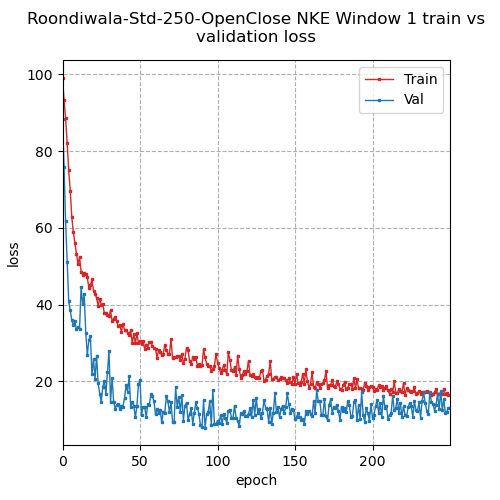 Roondiwala-Std-250-OpenClose NKE Window 1 train vs
validation loss
100
80
60
40
20
loss
Train
Val
0 50 100 150 200
epoch